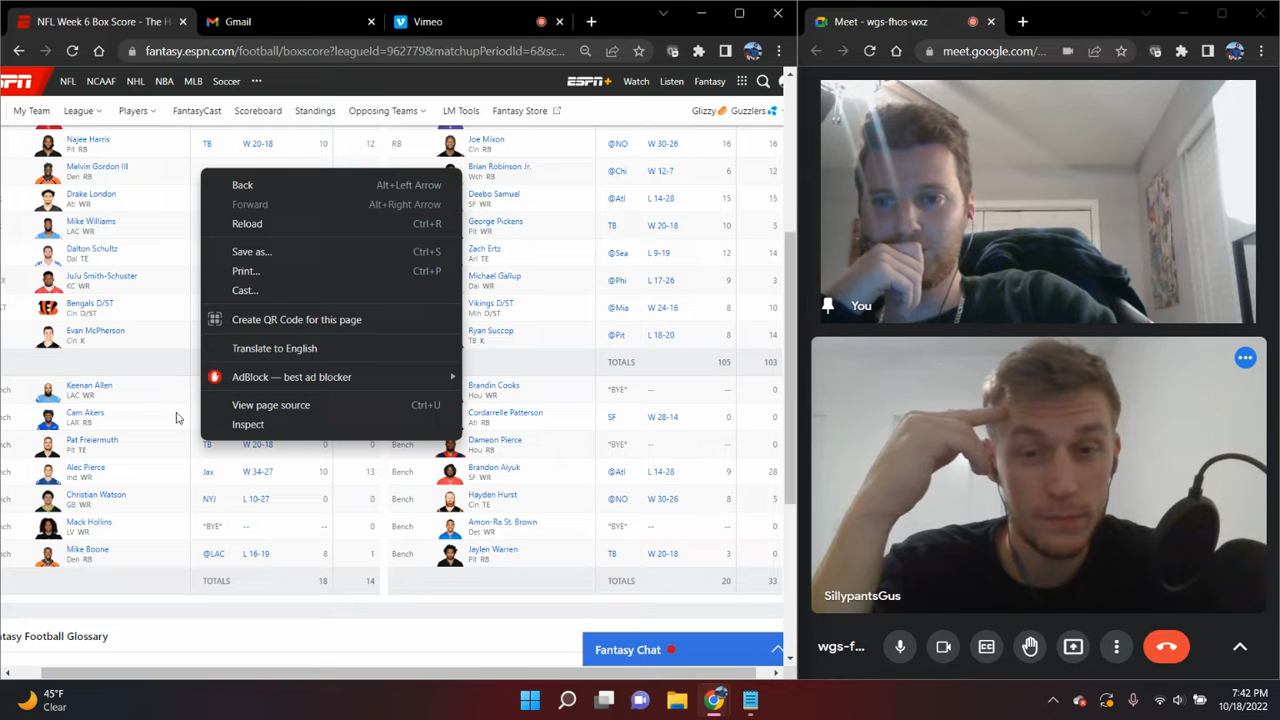 NFL Week 6 Box Score - The H
Gmail
Vimeo
Meet - wgs-fhos-wxz
fantasy.espn.com/football/boxscore?leagueId=962779&matchupPeriodId=6&sc...
meet.google.com/...
NFL NCAAF NHL NBA MLB Soccer ••• ESPN+ Watch Listen Fantasy
My Team League Players FantasyCast Scoreboard Standings Opposing Teams LM Tools Fantasy Store Glizzy Guzzlers
Najee Harris
Pit RB
TB W 20-18 10 12 RB
Joe Mixon
Cin RB
@NO W 30-26 16 16
Melvin Gordon III
Den RB
Brian Robinson Jr.
Wsh RB
@Chi W 12-7 6 12
Drake London
Atl WR
Deebo Samuel
SF WR
@Atl L 14-28 15 15
Mike Williams
LAC WR
George Pickens
Pit WR
TB W 20-18 10 5
Dalton Schultz
Dal TE
Zach Ertz
Ari TE
@Sea L 9-19 12 14
JuJu Smith-Schuster
KC WR
Michael Gallup
Dal WR
@Phi L 17-26 8 3
Bengals D/ST
Cin D/ST
Vikings D/ST
Min D/ST
@Mia W 24-16 8 10
Evan McPherson
Cin K
Ryan Succop
TB K
@Pit L 18-20 8 14
TOTALS 105 103
Keenan Allen
LAC WR
Brandin Cooks
Hou WR
*BYE* -- -- 0
Cam Akers
LAR RB
Cordarrelle Patterson
Atl RB
SF W 28-14 0 0
Pat Freiermuth
Pit TE
TB W 20-18 0 0 Bench
Dameon Pierce
Hou RB
*BYE* -- -- 0
Alec Pierce
Ind WR
Jax W 34-27 10 13 Bench
Brandon Aiyuk
SF WR
@Atl L 14-28 9 28
Christian Watson
GB WR
NYJ L 10-27 0 0 Bench
Hayden Hurst
Cin TE
@NO W 30-26 8 5
Mack Hollins
LV WR
*BYE* -- -- 0 Bench
Amon-Ra St. Brown
Det WR
*BYE* -- -- 0
Mike Boone
Den RB
@LAC L 16-19 8 1 Bench
Jaylen Warren
Pit RB
TB W 20-18 3 0
TOTALS 18 14 TOTALS 20 33
Back Alt+Left Arrow
Forward Alt+Right Arrow
Reload Ctrl+R
Save as... Ctrl+S
Print... Ctrl+P
Cast...
Create QR Code for this page
Translate to English
AdBlock — best ad blocker
View page source Ctrl+U
Inspect
tasy Football Glossary
Fantasy Chat
You
SillypantsGus
wgs-f...
45°F
Clear
7:42 PM
10/18/2022